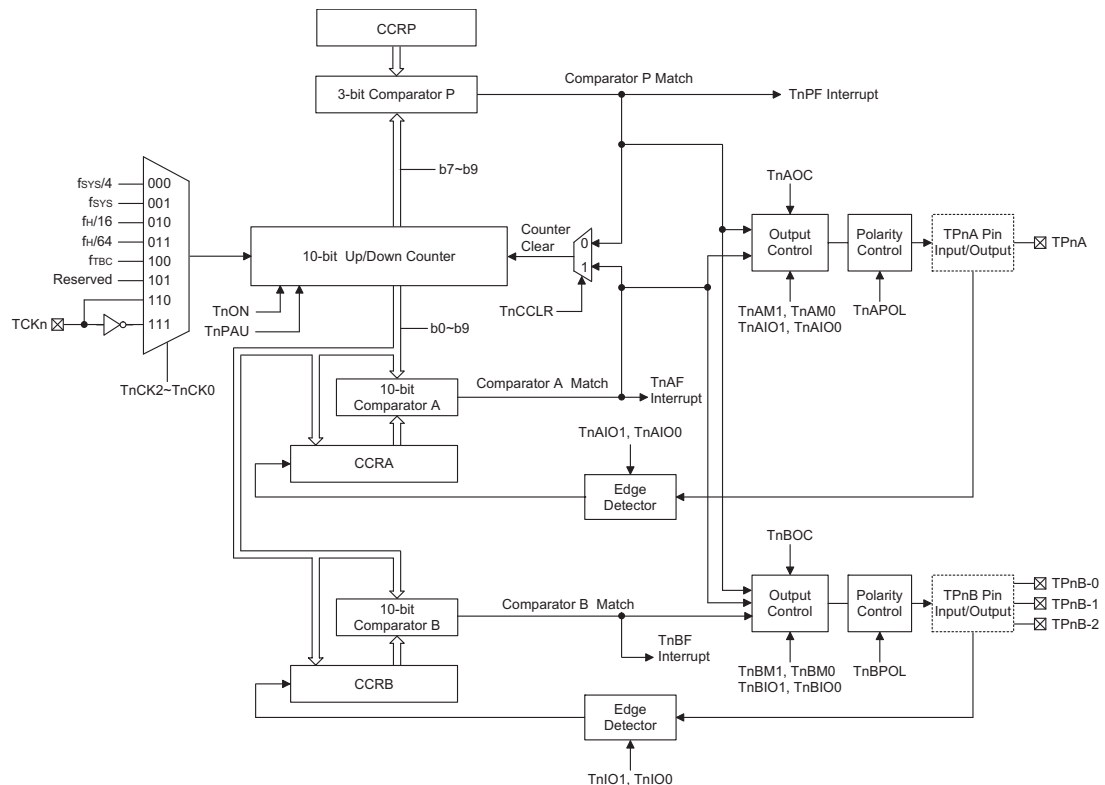 CCRP
3-bit Comparator P
Comparator P Match
TnPF Interrupt
b7~b9
fSYS/4
000
fSYS
001
fH/16
010
fH/64
011
fTBC
100
Reserved
101
110
TCKn
111
TnCK2~TnCK0
10-bit Up/Down Counter
Counter
Clear
0
1
TnCCLR
TnON
TnPAU
b0~b9
TnAOC
Output
Control
Polarity
Control
TPnA Pin
Input/Output
TPnA
TnAM1, TnAM0
TnAIO1, TnAIO0
TnAPOL
10-bit
Comparator A
Comparator A Match
TnAF
Interrupt
CCRA
TnAIO1, TnAIO0
Edge
Detector
TnBOC
Output
Control
Polarity
Control
TPnB Pin
Input/Output
TPnB-0
TPnB-1
TPnB-2
10-bit
Comparator B
Comparator B Match
TnBF
Interrupt
TnBM1, TnBM0
TnBIO1, TnBIO0
TnBPOL
CCRB
Edge
Detector
TnIO1, TnIO0